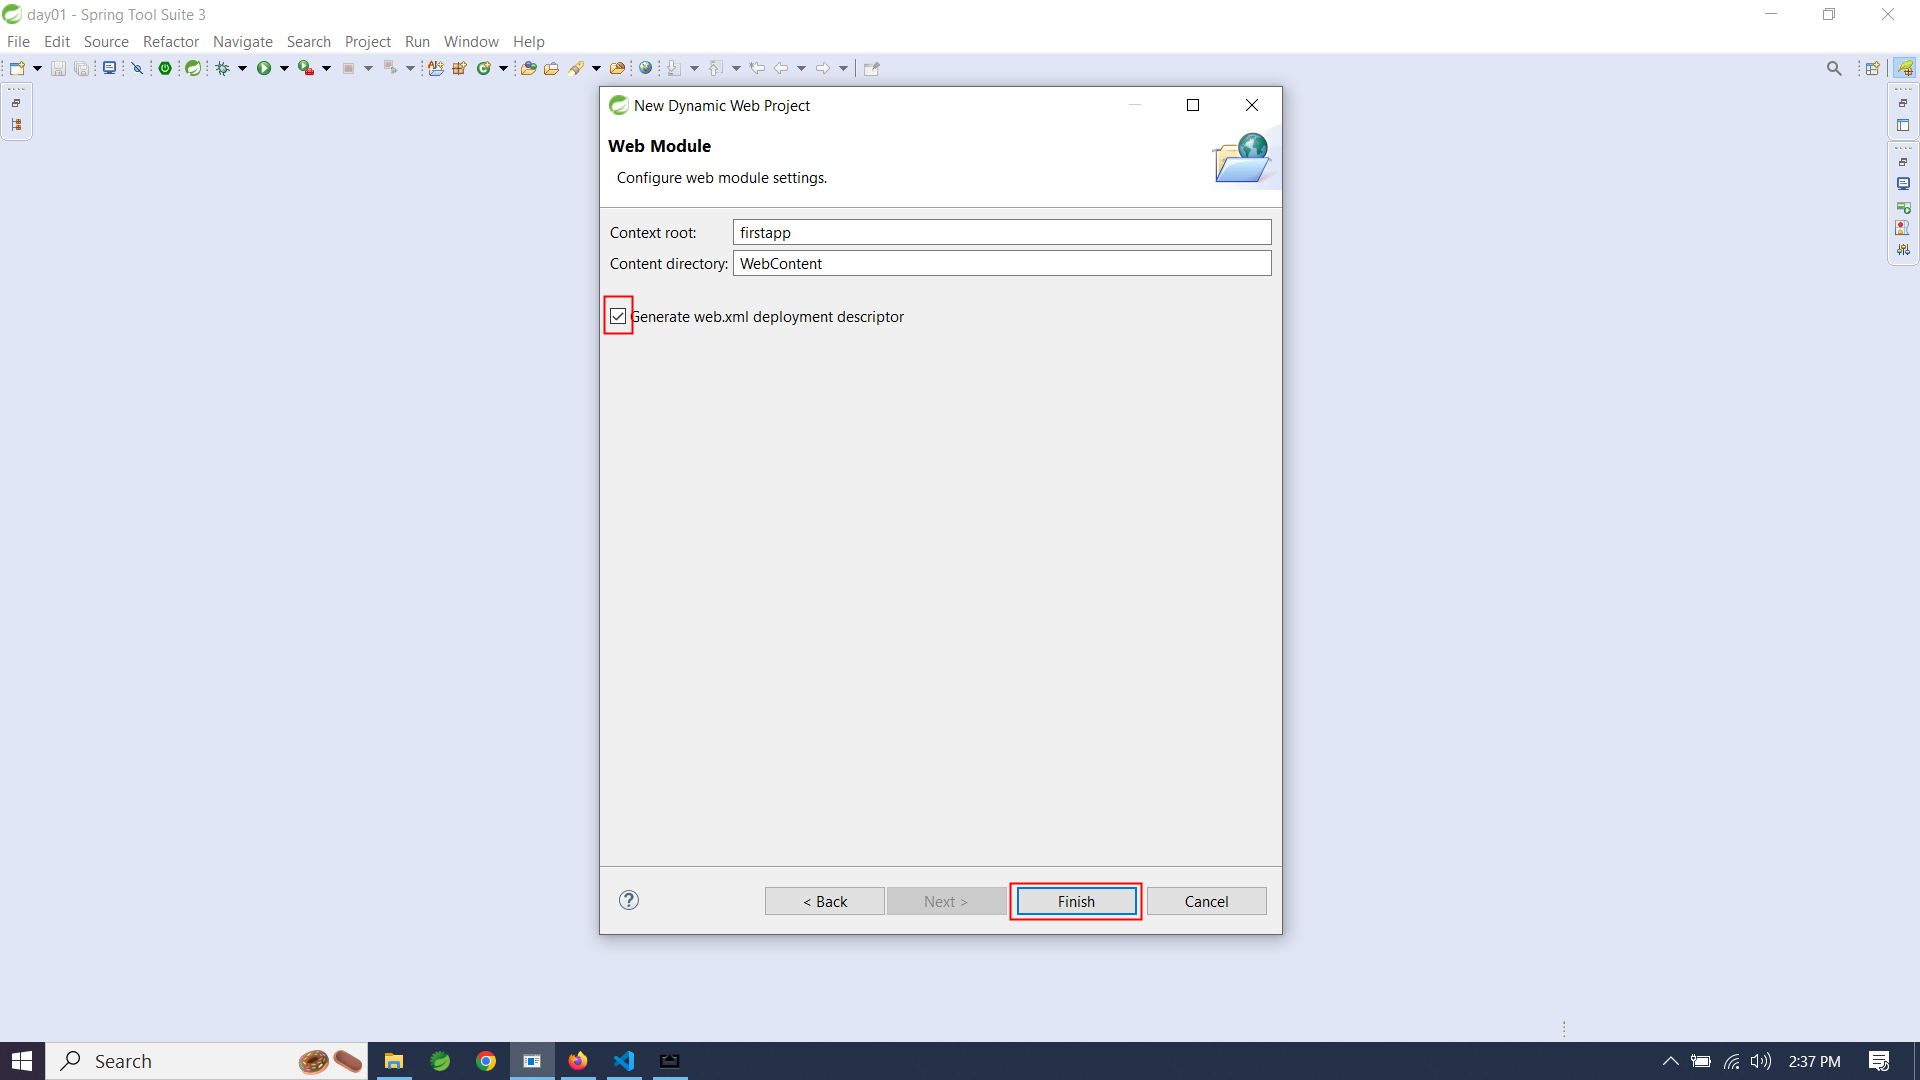 day01 - Spring Tool Suite 3
File Edit Source Refactor Navigate Search Project Run Window Help
New Dynamic Web Project
Web Module
Configure web module settings.
Context root: firstapp
Content directory: WebContent
Generate web.xml deployment descriptor
? < Back Next > Finish Cancel
Search 2:37 PM